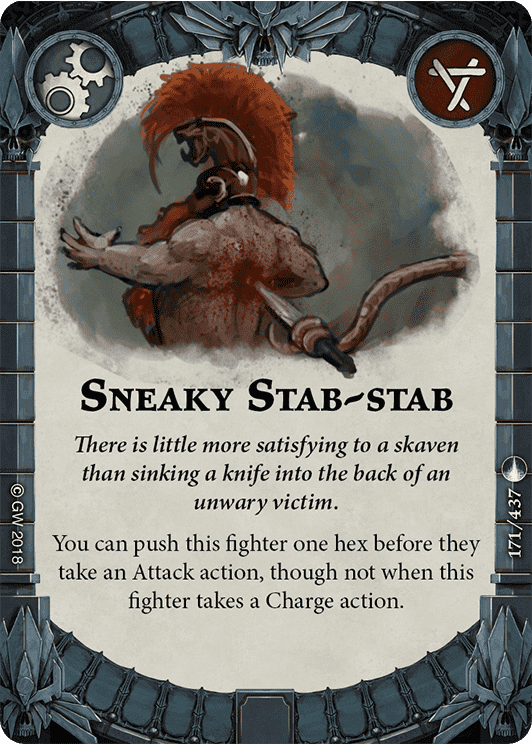 Sneaky Stab~stab
There is little more satisfying to a skaven
than sinking a knife into the back of an
unwary victim.
You can push this fighter one hex before they
take an Attack action, though not when this
fighter takes a Charge action.
© GW 2018
171/437